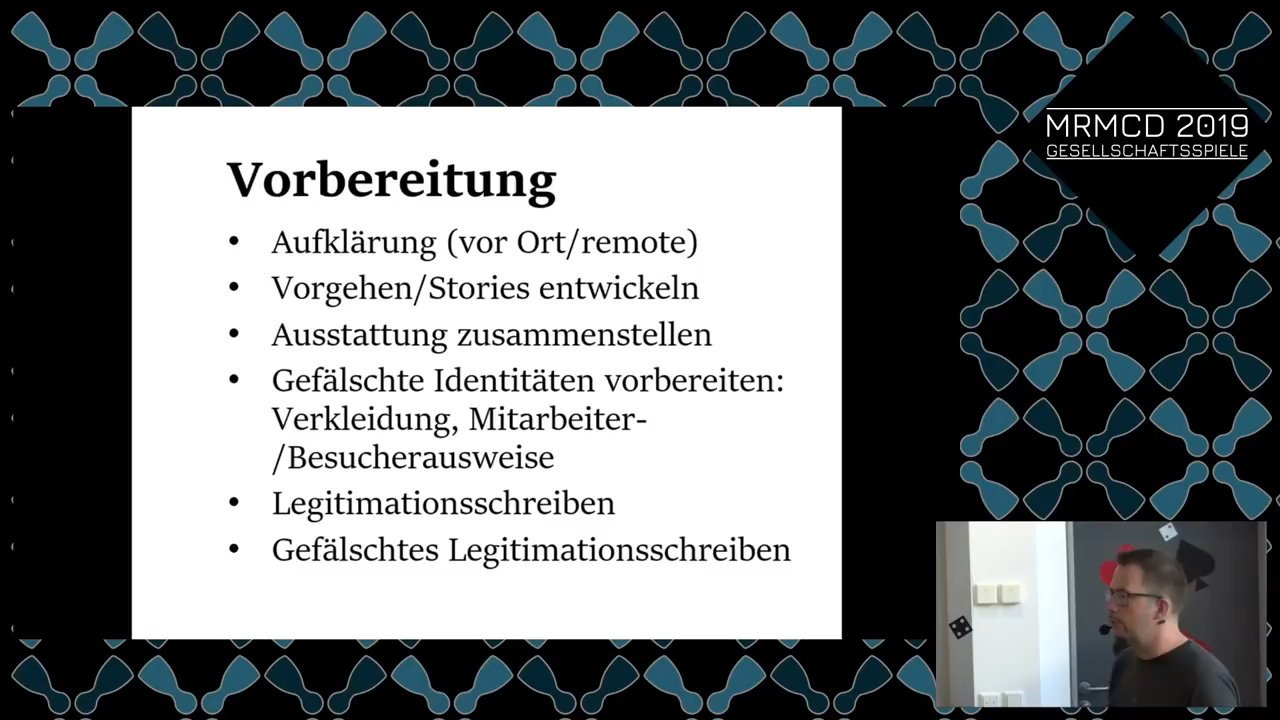 MRMCD 2019
GESELLSCHAFTSSPIELE
Vorbereitung
• Aufklärung (vor Ort/remote)
• Vorgehen/Stories entwickeln
• Ausstattung zusammenstellen
• Gefälschte Identitäten vorbereiten:
Verkleidung, Mitarbeiter-
/Besucherausweise
• Legitimationsschreiben
• Gefälschtes Legitimationsschreiben